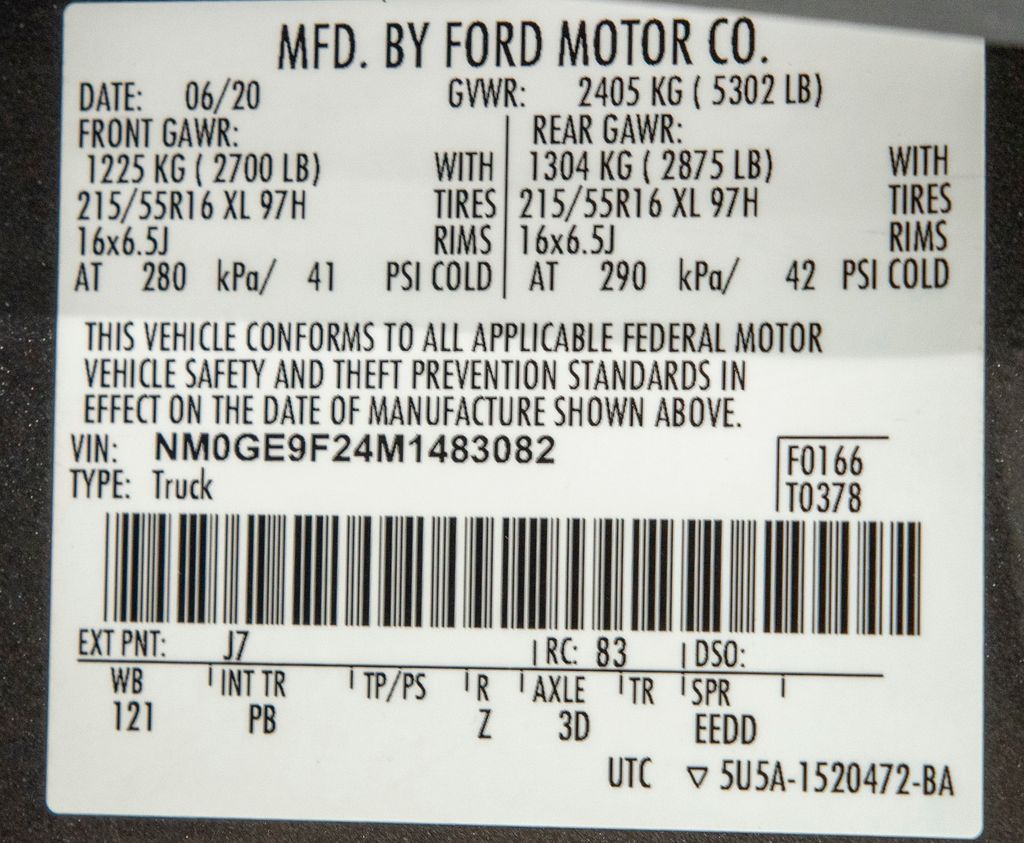 MFD. BY FORD MOTOR CO.
DATE: 06/20 GVWR: 2405 KG ( 5302 LB)
FRONT GAWR: REAR GAWR:
1225 KG ( 2700 LB) WITH 1304 KG ( 2875 LB) WITH
215/55R16 XL 97H TIRES 215/55R16 XL 97H TIRES
16x6.5J RIMS 16x6.5J RIMS
AT 280 kPa/ 41 PSI COLD AT 290 kPa/ 42 PSI COLD
THIS VEHICLE CONFORMS TO ALL APPLICABLE FEDERAL MOTOR
VEHICLE SAFETY AND THEFT PREVENTION STANDARDS IN
EFFECT ON THE DATE OF MANUFACTURE SHOWN ABOVE.
VIN: NM0GE9F24M1483082
F0166
TYPE: Truck
T0378
EXT PNT: J7 RC: 83 DSO:
WB INT TR TP/PS R AXLE TR SPR
121 PB Z 3D EEDD
UTC ▽ 5U5A-1520472-BA